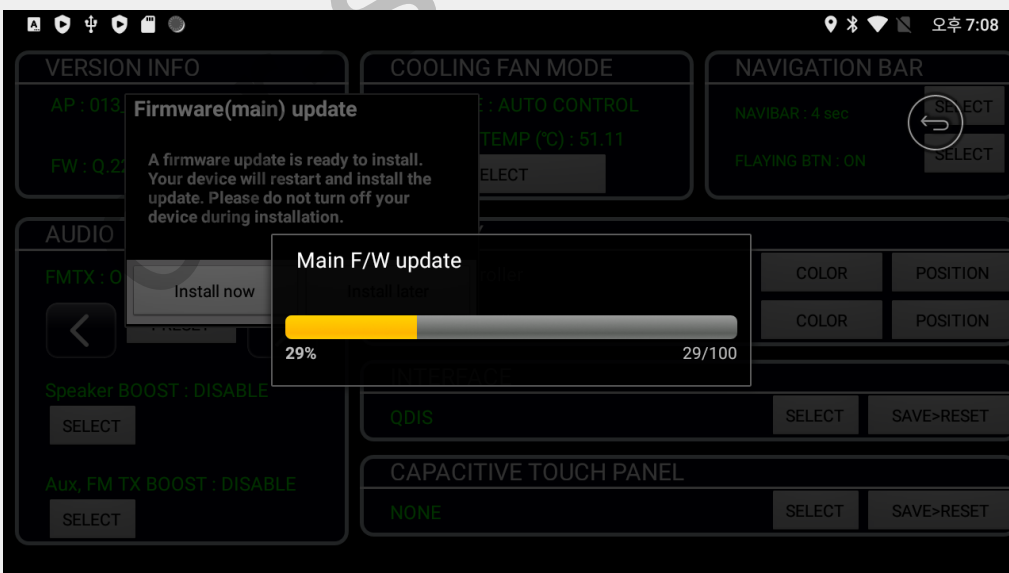 오후 7:08
VERSION INFO
COOLING FAN MODE
NAVIGATION BAR
AP : 013
Firmware(main) update
: AUTO CONTROL
NAVIBAR : 4 sec
SELECT
TEMP (℃) : 51.11
FW : Q.22
A firmware update is ready to install.
Your device will restart and install the
update. Please do not turn off your
device during installation.
FLAYING BTN : ON
SELECT
AUDIO
Main F/W update
FMTX : O
Install now
Install later
COLOR
POSITION
COLOR
POSITION
29%
29/100
INTERFACE
Speaker BOOST : DISABLE
SELECT
QDIS
SELECT
SAVE>RESET
CAPACITIVE TOUCH PANEL
Aux, FM TX BOOST : DISABLE
SELECT
NONE
SELECT
SAVE>RESET